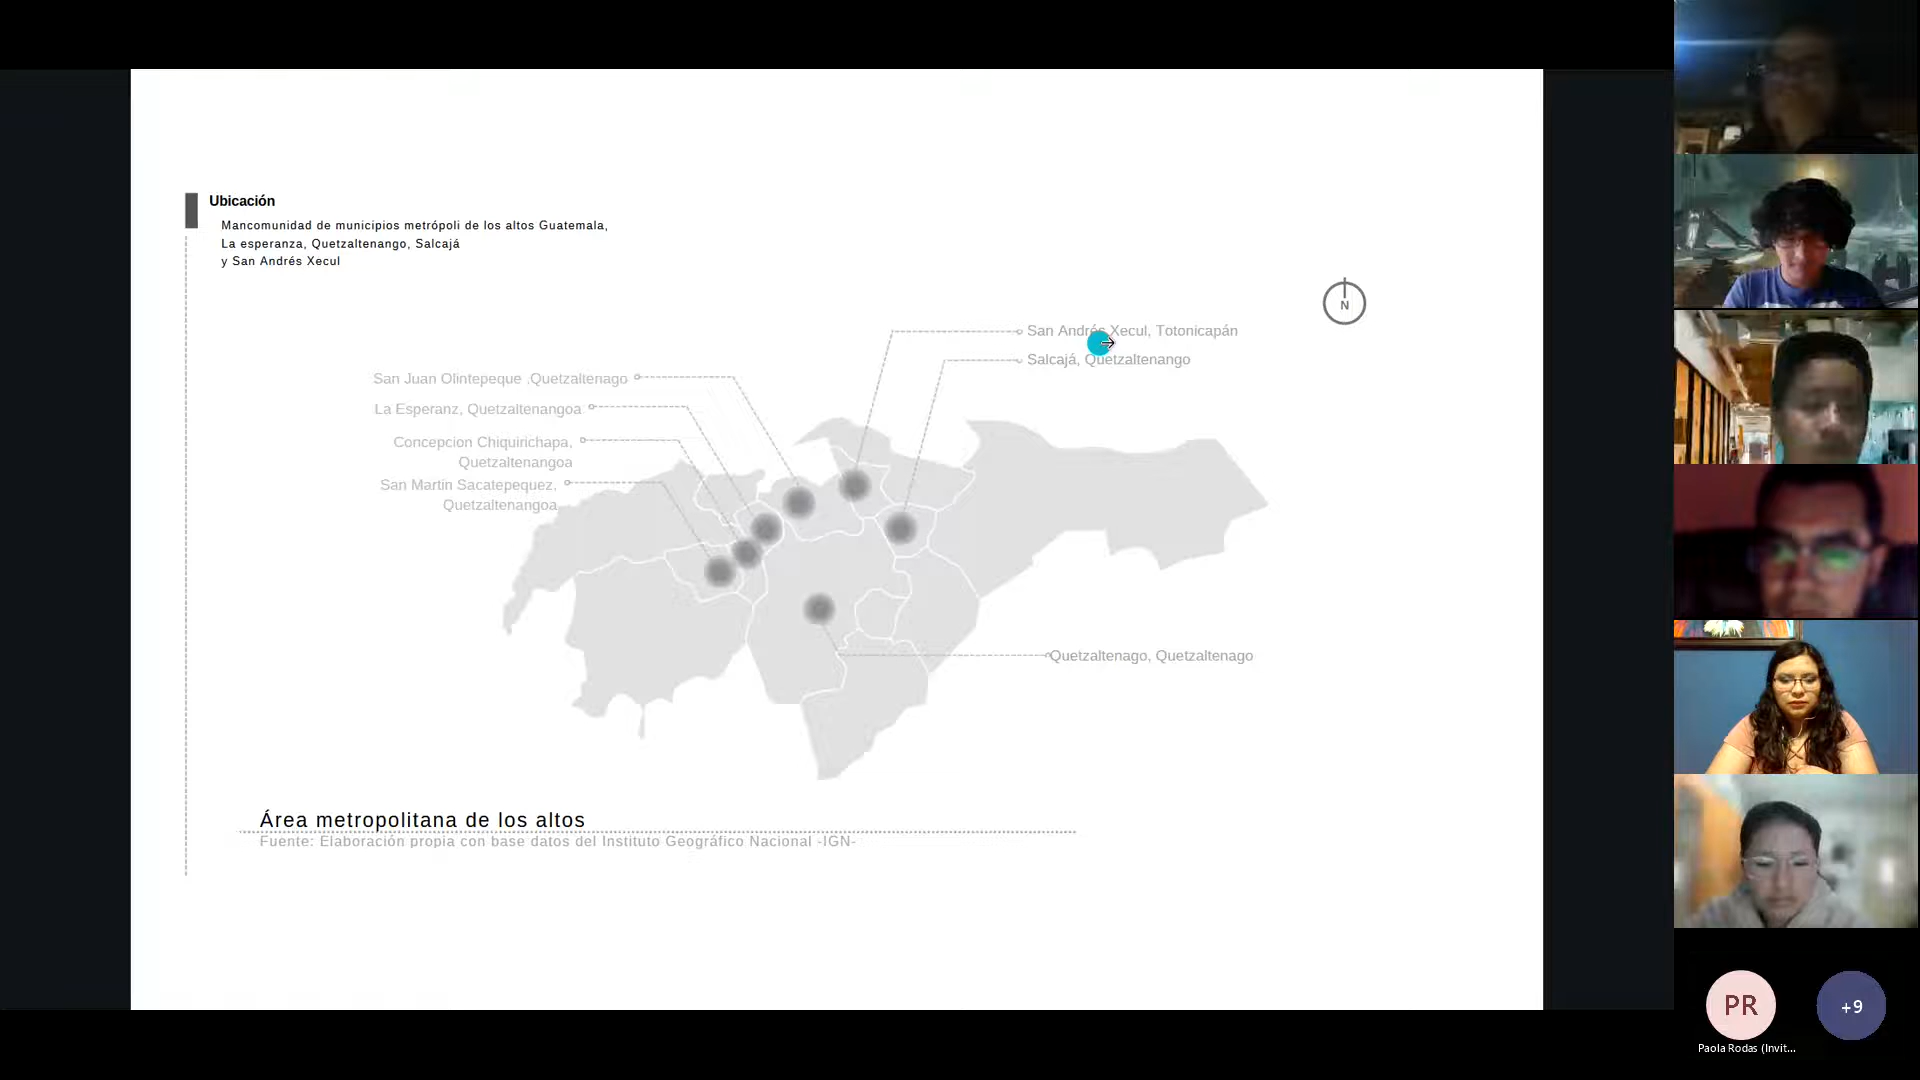 Ubicación
Mancomunidad de municipios metrópoli de los altos Guatemala,
La esperanza, Quetzaltenango, Salcajá
y San Andrés Xecul
N
San Andrés Xecul, Totonicapán
Salcajá, Quetzaltenango
San Juan Olintepeque .Quetzaltenago
La Esperanz, Quetzaltenangoa
Concepcion Chiquirichapa,
Quetzaltenangoa
San Martin Sacatepequez,
Quetzaltenangoa
Quetzaltenago, Quetzaltenago
Área metropolitana de los altos
Fuente: Elaboración propia con base datos del Instituto Geográfico Nacional -IGN-
PR
+9
Paola Rodas (Invit...